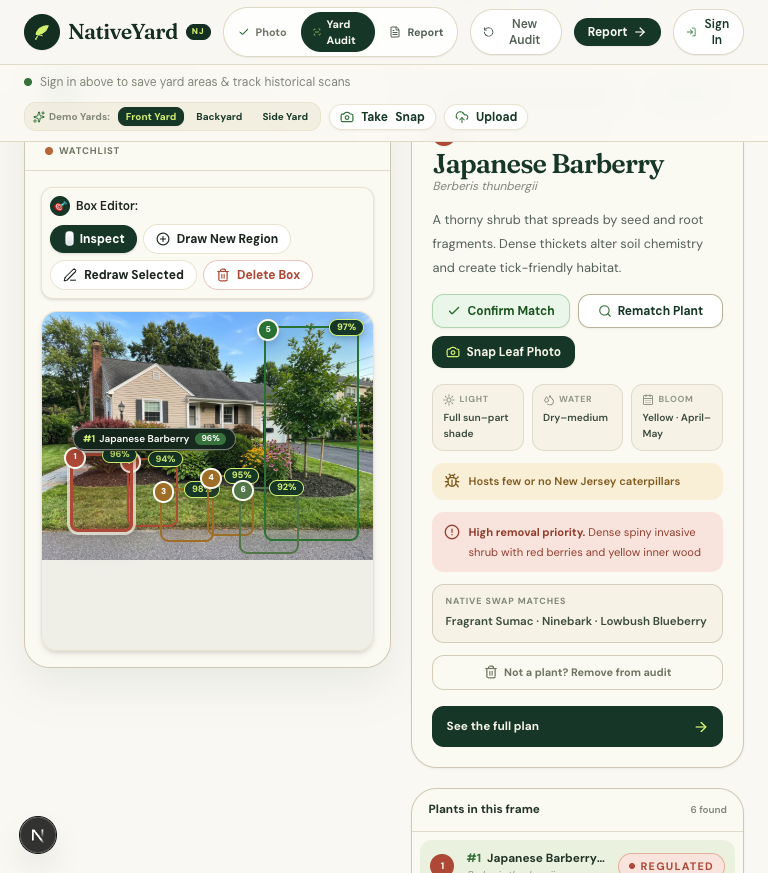 NativeYard NJ
Photo
Yard Audit
Report
New Audit
Report →
Sign In
Sign in above to save yard areas & track historical scans
Demo Yards: Front Yard Backyard Side Yard
Take Snap
Upload
WATCHLIST
Box Editor:
Inspect
Draw New Region
Redraw Selected
Delete Box
5
97%
#1 Japanese Barberry 96%
1
96%
94%
3
98%
4
95%
6
92%
Japanese Barberry
Berberis thunbergii
A thorny shrub that spreads by seed and root
fragments. Dense thickets alter soil chemistry
and create tick-friendly habitat.
Confirm Match
Rematch Plant
Snap Leaf Photo
LIGHT
Full sun–part
shade
WATER
Dry–medium
BLOOM
Yellow · April–
May
Hosts few or no New Jersey caterpillars
High removal priority. Dense spiny invasive
shrub with red berries and yellow inner wood
NATIVE SWAP MATCHES
Fragrant Sumac · Ninebark · Lowbush Blueberry
Not a plant? Remove from audit
See the full plan →
Plants in this frame
6 found
1
#1 Japanese Barberry...
REGULATED
N